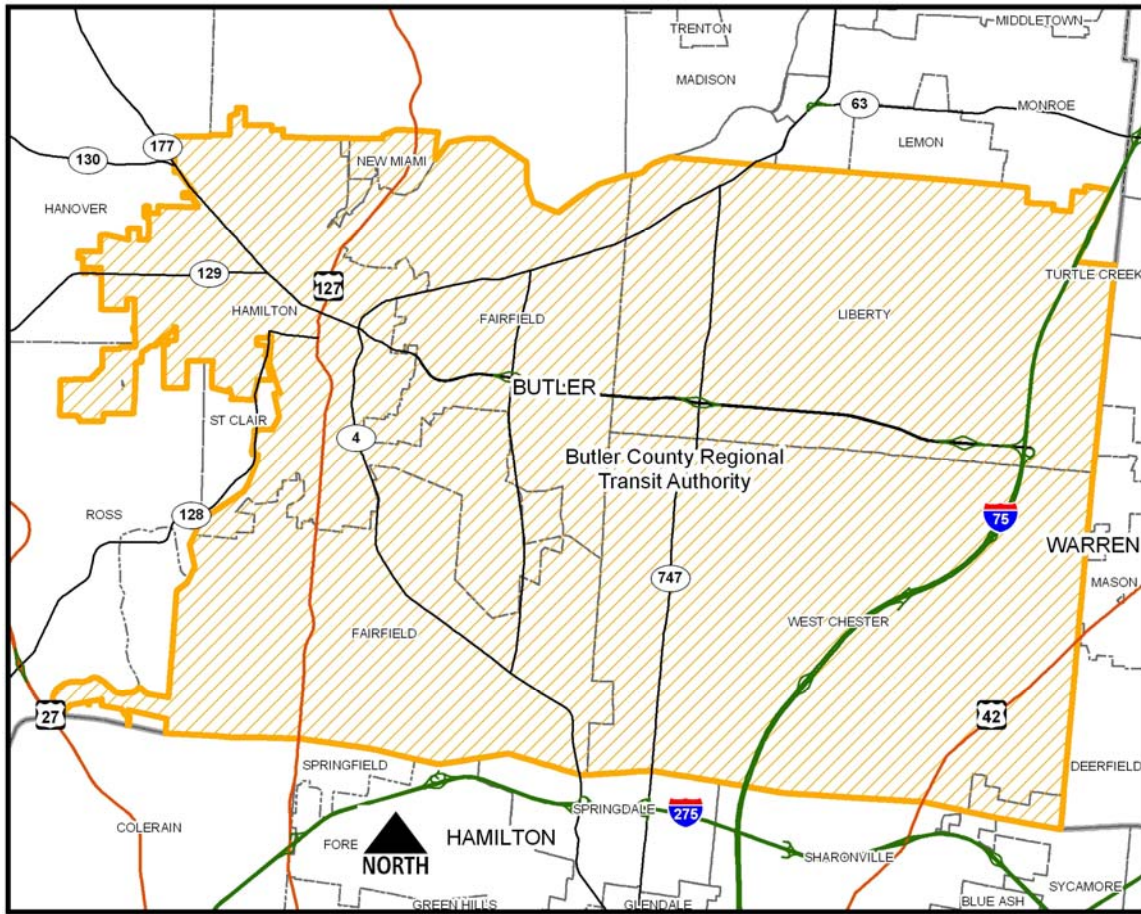 MIDDLETOWN
TRENTON
MADISON
63
MONROE
LEMON
177
130
NEW MIAMI
HANOVER
129
127
TURTLE CREEK
HAMILTON
FAIRFIELD
LIBERTY
BUTLER
ST CLAIR
4
Butler County Regional
Transit Authority
128
ROSS
75
WARREN
747
MASON
WEST CHESTER
FAIRFIELD
27
42
SPRINGFIELD
DEERFIELD
SPRINGDALE
275
COLERAIN
FORE
NORTH
HAMILTON
SHARONVILLE
SYCAMORE
GREEN HILLS
GLENDALE
BLUE ASH